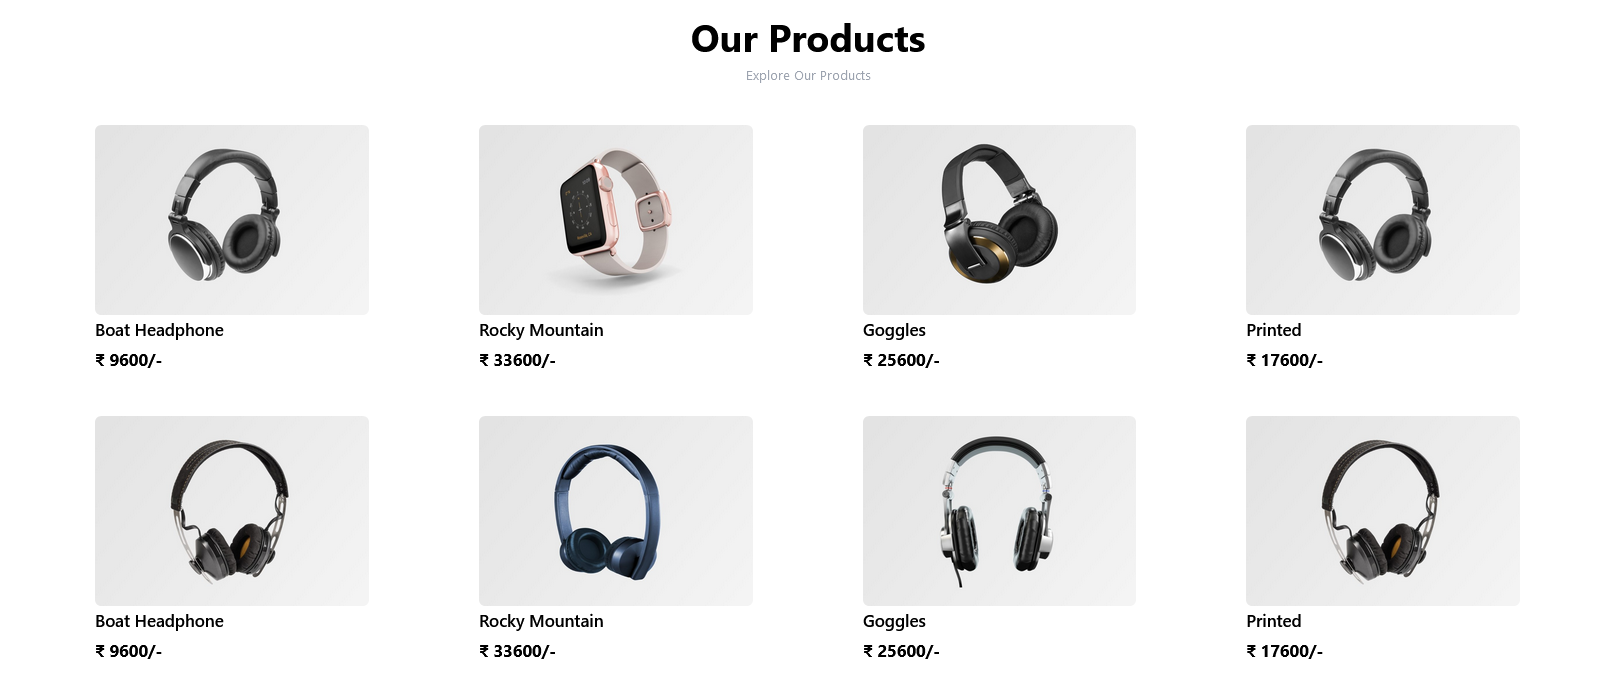 Our Products
Explore Our Products
Boat Headphone
₹ 9600/-
Rocky Mountain
₹ 33600/-
Goggles
₹ 25600/-
Printed
₹ 17600/-
Boat Headphone
₹ 9600/-
Rocky Mountain
₹ 33600/-
Goggles
₹ 25600/-
Printed
₹ 17600/-